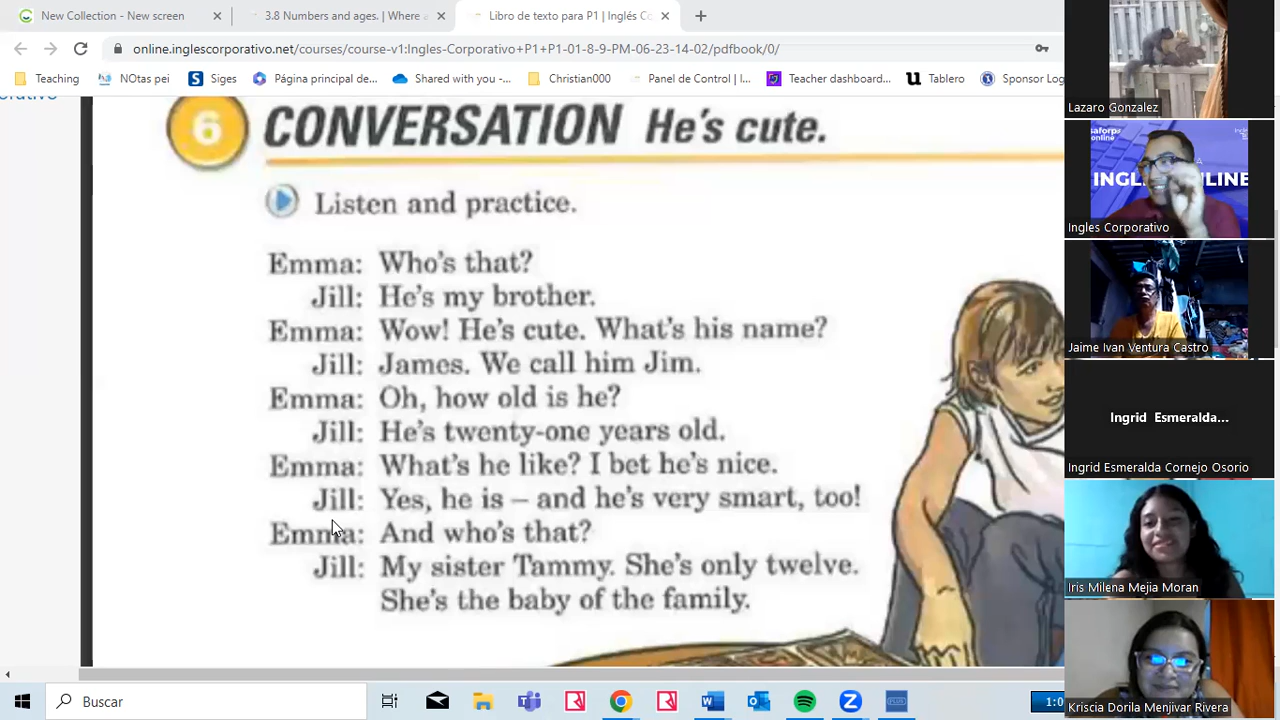 New Collection - New screen
3.8 Numbers and ages. | Where a
Libro de texto para P1 | Inglés Co
online.inglescorporativo.net/courses/course-v1:Ingles-Corporativo+P1+P1-01-8-9-PM-06-23-14-02/pdfbook/0/
Teaching
NOtas pei
Siges
Página principal de...
Shared with you -...
Christian000
Panel de Control | I...
Teacher dashboard...
Tablero
Sponsor Log
6 CONVERSATION He's cute.
Listen and practice.
Emma: Who's that?
Jill: He's my brother.
Emma: Wow! He's cute. What's his name?
Jill: James. We call him Jim.
Emma: Oh, how old is he?
Jill: He's twenty-one years old.
Emma: What's he like? I bet he's nice.
Jill: Yes, he is – and he's very smart, too!
Emma: And who's that?
Jill: My sister Tammy. She's only twelve.
She's the baby of the family.
Lazaro Gonzalez
Ingles Corporativo
Jaime Ivan Ventura Castro
Ingrid Esmeralda...
Ingrid Esmeralda Cornejo Osorio
Iris Milena Mejia Moran
Kriscia Dorila Menjivar Rivera
Buscar